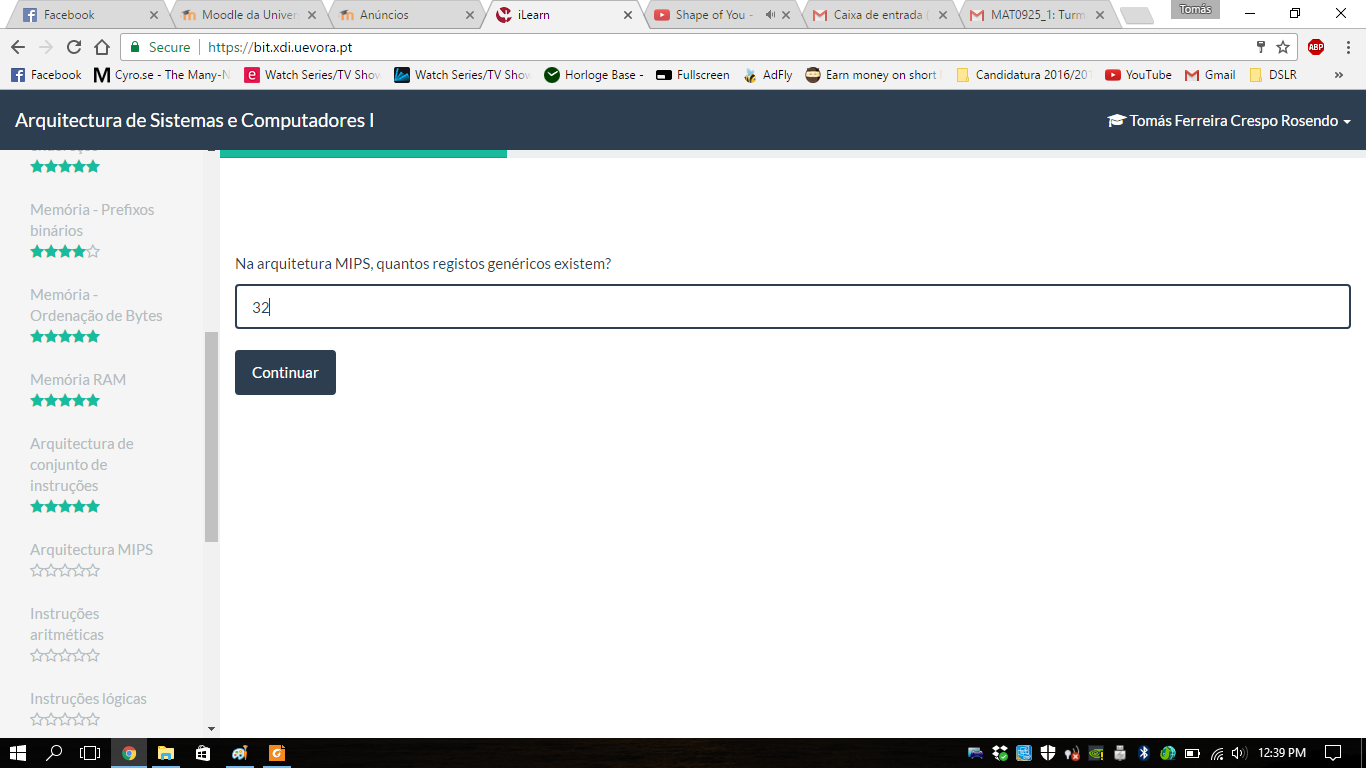 Facebook
Moodle da Univer
Anúncios
iLearn
Shape of You -
Caixa de entrada (
MAT0925_1: Turm
Tomás
Secure
https://bit.xdi.uevora.pt
ABP
Facebook
Cyro.se - The Many-N
Watch Series/TV Show
Watch Series/TV Show
Horloge Base -
Fullscreen
AdFly
Earn money on short
Candidatura 2016/20
YouTube
Gmail
DSLR
»
Arquitectura de Sistemas e Computadores I
Tomás Ferreira Crespo Rosendo
Memória - Prefixos
binários
Memória -
Ordenação de Bytes
Memória RAM
Arquitectura de
conjunto de
instruções
Arquitectura MIPS
Instruções
aritméticas
Instruções lógicas
Na arquitetura MIPS, quantos registos genéricos existem?
32
Continuar
12:39 PM